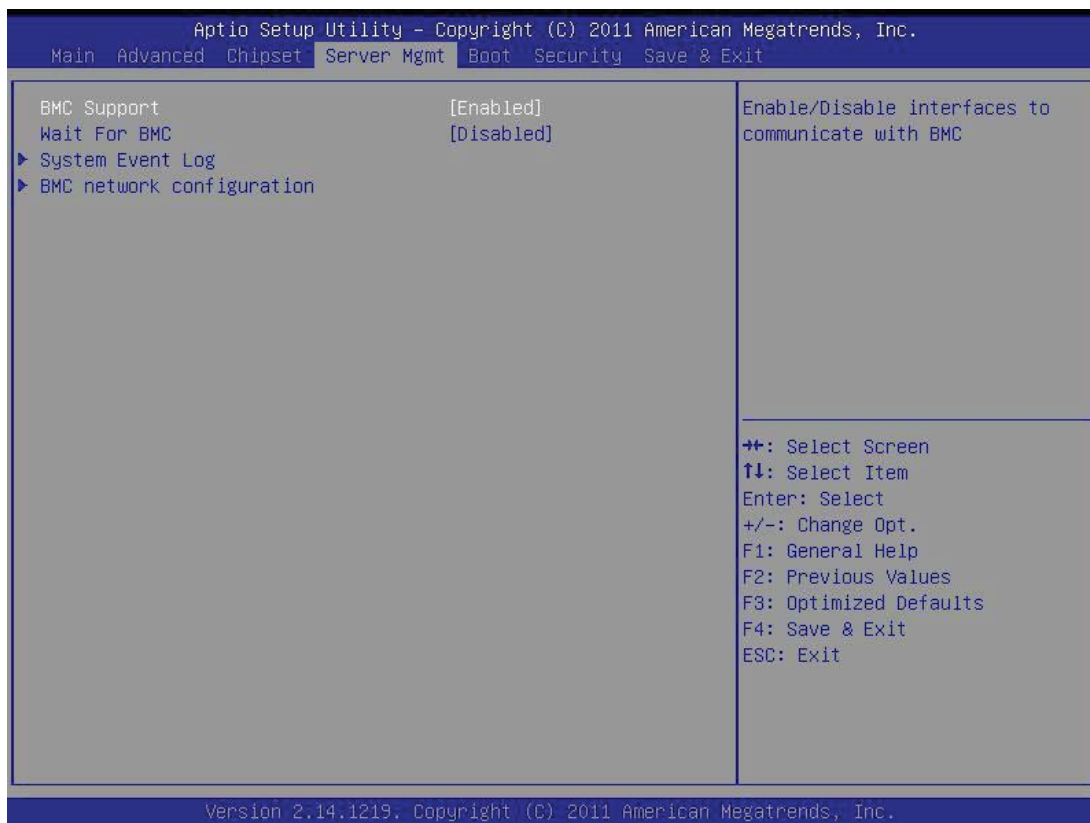 Aptio Setup Utility – Copyright (C) 2011 American Megatrends, Inc.
Main Advanced Chipset Server Mgmt Boot Security Save & Exit
BMC Support [Enabled]
Wait For BMC [Disabled]
▶ System Event Log
▶ BMC network configuration
Enable/Disable interfaces to
communicate with BMC
→←: Select Screen
↑↓: Select Item
Enter: Select
+/-: Change Opt.
F1: General Help
F2: Previous Values
F3: Optimized Defaults
F4: Save & Exit
ESC: Exit
Version 2.14.1219. Copyright (C) 2011 American Megatrends, Inc.